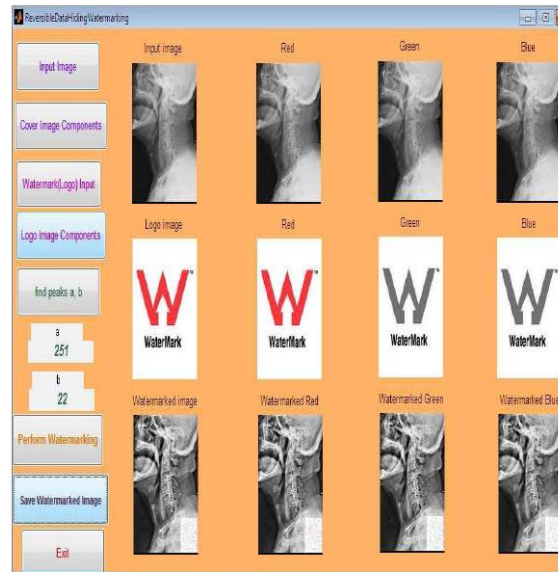 ReversibleDataHidingWatermarking
Input Image
Cover Image Components
Watermark(Logo) Input
Logo Image Components
find peaks a, b
a
251
b
22
Perform Watermarking
Save Watermarked Image
Exit
Input image Red Green Blue
Logo image Red Green Blue
WaterMark WaterMark WaterMark WaterMark
Watermarked image Watermarked Red Watermarked Green Watermarked Blue